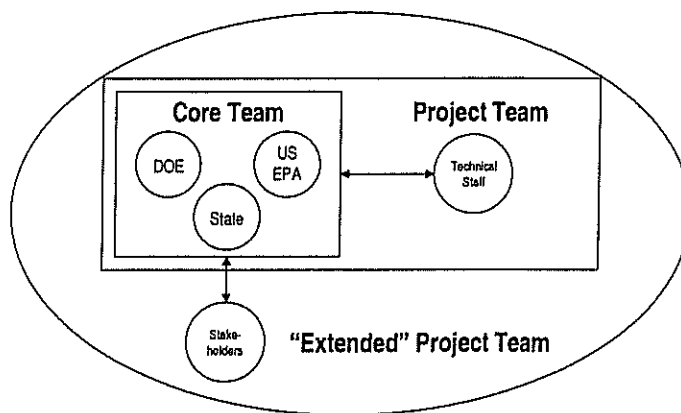 Core Team
Project Team
DOE
US
EPA
Technical
Staff
State
Stake-
holders
"Extended" Project Team